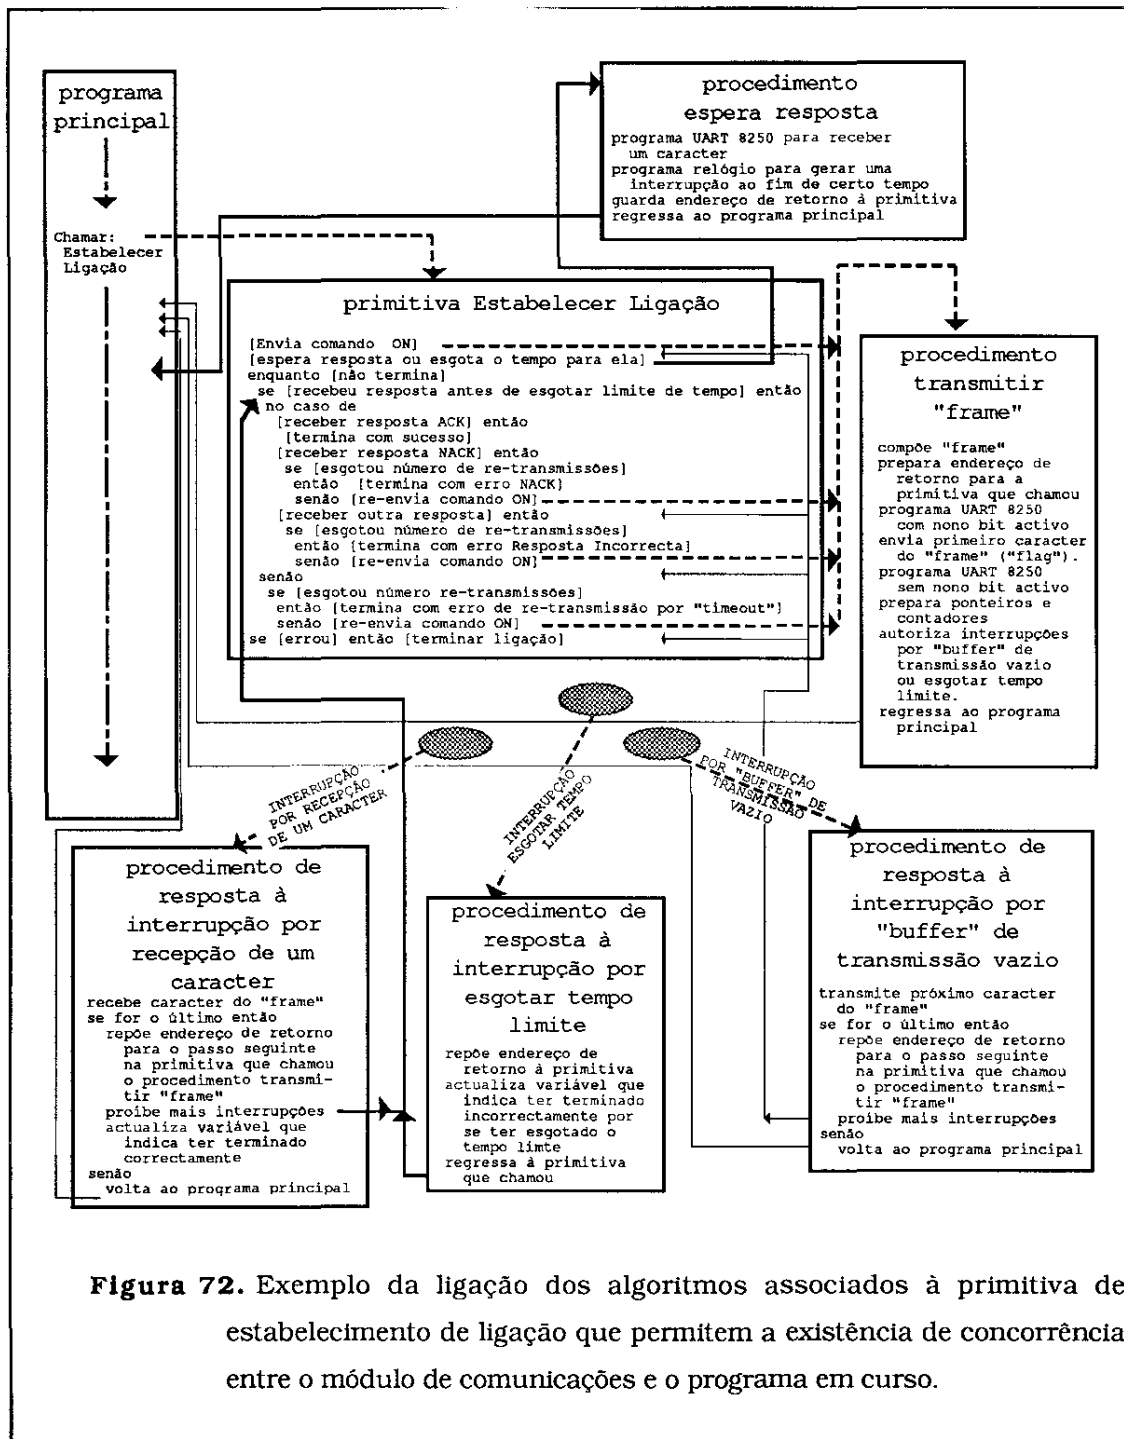 programa
principal
Chamar:
Estabelecer
Ligação
procedimento
espera resposta
programa UART 8250 para receber
um caracter
programa relógio para gerar uma
interrupção ao fim de certo tempo
guarda endereço de retorno à primitiva
regressa ao programa principal
primitiva Estabelecer Ligação
[Envia comando ON]
[espera resposta ou esgota o tempo para ela]
enquanto [não termina]
se [recebeu resposta antes de esgotar limite de tempo] então
no caso de
[receber resposta ACK] então
[termina com sucesso]
[receber resposta NACK] então
se [esgotou número de re-transmissões]
então [termina com erro NACK]
senão [re-envia comando ON]
[receber outra resposta] então
se [esgotou número de re-transmissões]
então [termina com erro Resposta Incorrecta]
senão [re-envia comando ON]
senão
se [esgotou número re-transmissões]
então [termina com erro de re-transmissão por "timeout"]
senão [re-envia comando ON]
se [errou] então [terminar ligação]
procedimento
transmitir
"frame"
compõe "frame"
prepara endereço de
retorno para a
primitiva que chamou
programa UART 8250
com nono bit activo
envia primeiro caracter
do "frame" ("flag").
programa UART 8250
sem nono bit activo
prepara ponteiros e
contadores
autoriza interrupções
por "buffer" de
transmissão vazio
ou esgotar tempo
limite.
regressa ao programa
principal
INTERRUPÇÃO
POR RECEPÇÃO
DE UM CARACTER
INTERRUPÇÃO
ESGOTAR TEMPO
LIMITE
INTERRUPÇÃO
POR "BUFFER" DE
TRANSMISSÃO
VAZIO
procedimento de
resposta à
interrupção por
recepção de um
caracter
recebe caracter do "frame"
se for o último então
repõe endereço de retorno
para o passo seguinte
na primitiva que chamou
o procedimento transmi-
tir "frame"
proibe mais interrupções
actualiza variável que
indica ter terminado
correctamente
senão
volta ao programa principal
procedimento de
resposta à
interrupção por
esgotar tempo
limite
repõe endereço de
retorno à primitiva
actualiza variável que
indica ter terminado
incorrectamente por
se ter esgotado o
tempo limte
regressa à primitiva
que chamou
procedimento de
resposta à
interrupção por
"buffer" de
transmissão vazio
transmite próximo caracter
do "frame"
se for o último então
repõe endereço de retorno
para o passo seguinte
na primitiva que chamou
o procedimento transmi-
tir "frame"
proibe mais interrupções
senão
volta ao programa principal
Figura 72. Exemplo da ligação dos algoritmos associados à primitiva de
estabelecimento de ligação que permitem a existência de concorrência
entre o módulo de comunicações e o programa em curso.